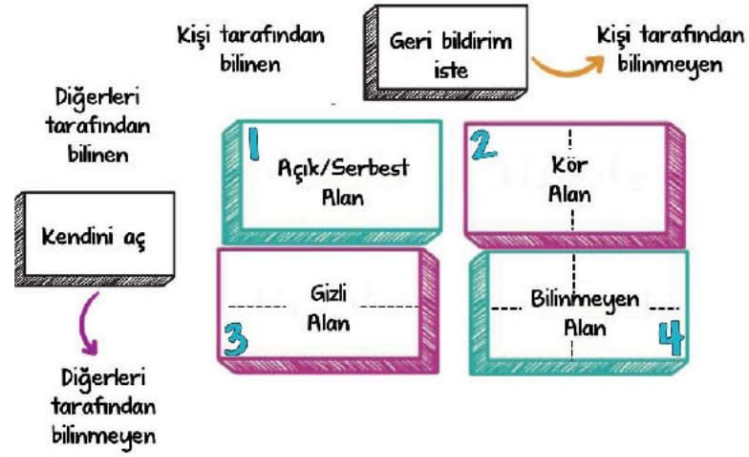 Kişi tarafından
bilinen
Geri bildirim
iste
Kişi tarafından
bilinmeyen
Diğerleri
tarafından
bilinen
1
Açık/Serbest
Alan
2
Kör
Alan
Kendini aç
Gizli
Alan
3
Bilinmeyen
Alan
4
Diğerleri
tarafından
bilinmeyen